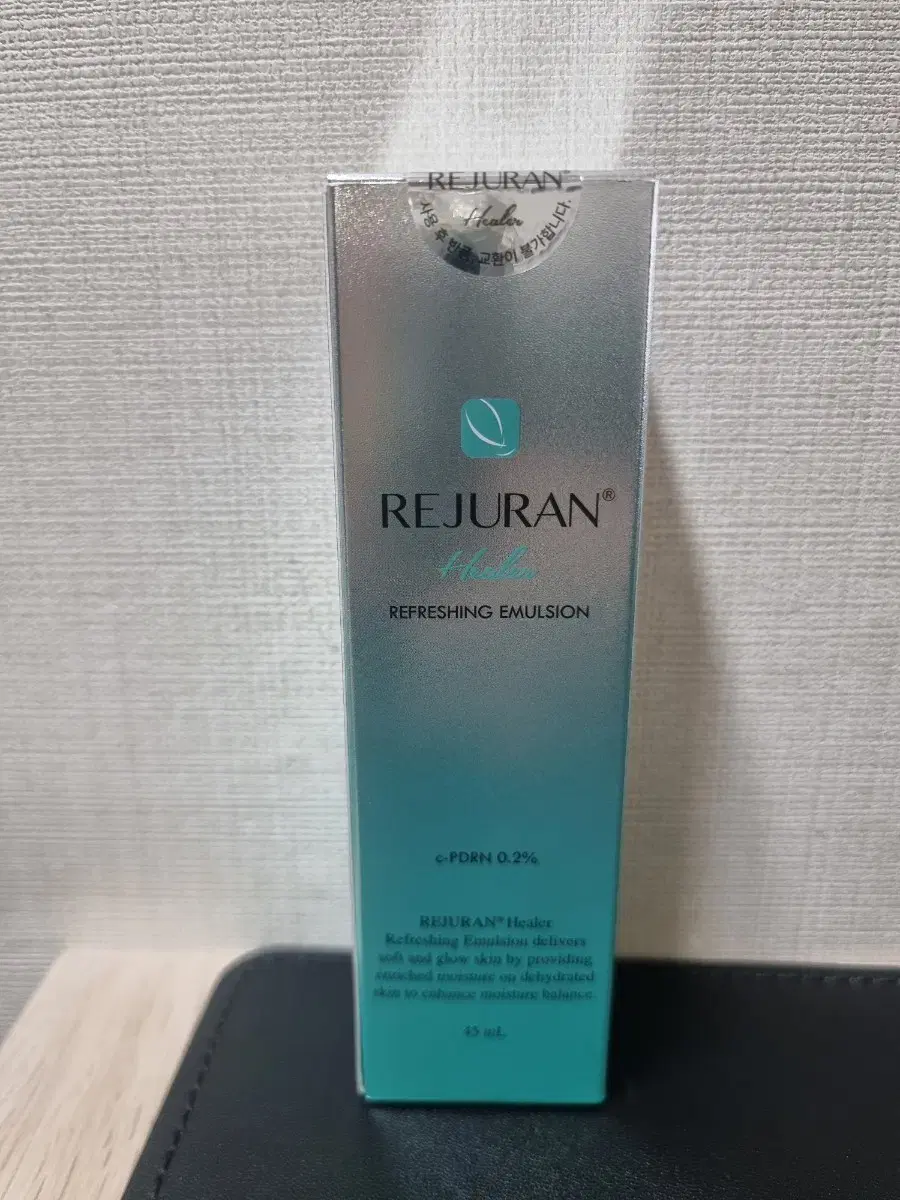 REJURAN®
Healer
사용 후 반품, 교환이 불가합니다.
REJURAN®
Healer
REFRESHING EMULSION
c-PDRN 0.2%
REJURAN® Healer
Refreshing Emulsion delivers
soft and glow skin by providing
enriched moisture on dehydrated
skin to enhance moisture balance.
45 mL